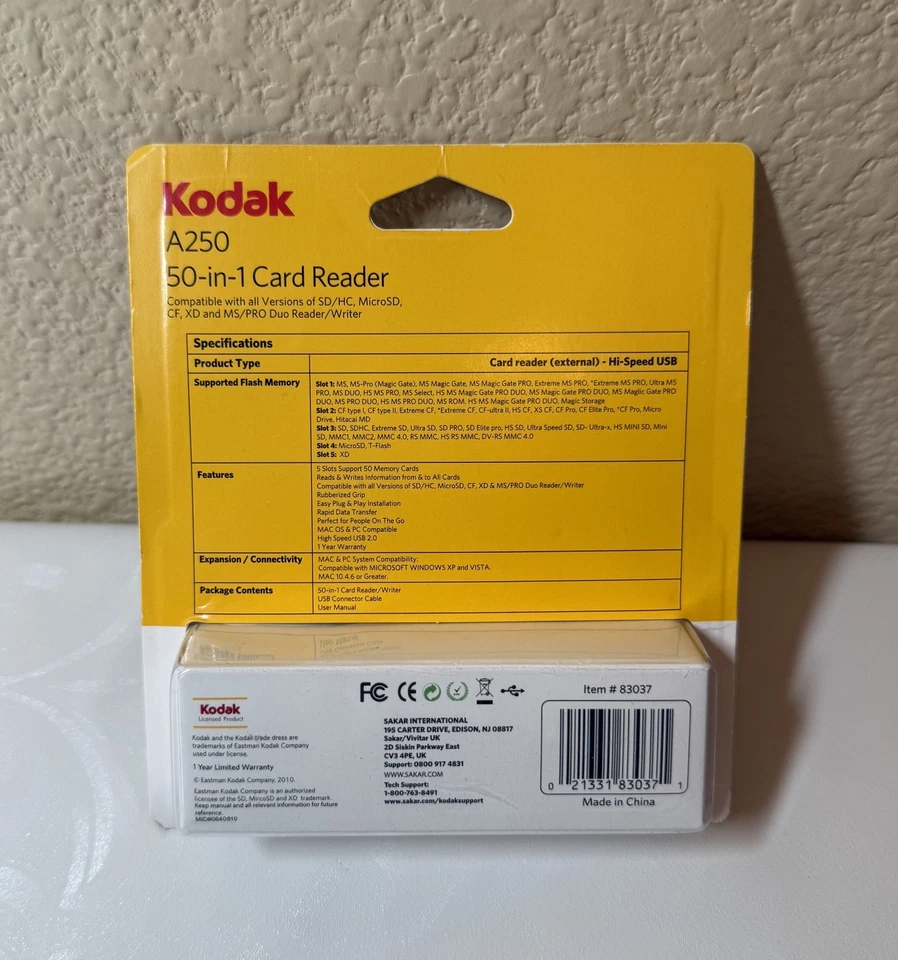 Kodak
A250
50-in-1 Card Reader
Compatible with all Versions of SD/HC, MicroSD,
CF, XD and MS/PRO Duo Reader/Writer
Specifications
Product Type Card reader (external) - Hi-Speed USB
Supported Flash Memory
Slot 1: MS, MS-Pro (Magic Gate), MS Magic Gate, MS Magic Gate PRO, Extreme MS PRO, *Extreme MS PRO, Ultra MS
PRO, MS DUO, HS MS PRO, MS Select, HS MS Magic Gate PRO DUO, MS Magic Gate PRO DUO, MS Maglic Gate PRO
DUO, MS PRO DUO, HS MS PRO DUO, MS ROM, HS MS Magic Gate PRO DUO, Magic Storage
Slot 2: CF type I, CF type II, Extreme CF, *Extreme CF, CF-ultra II, HS CF, XS CF, CF Pro, CF Elite Pro, *CF Pro, Micro
Drive, Hitacai MD
Slot 3: SD, SDHC, Extreme SD, Ultra SD, SD PRO, SD Elite pro, HS SD, Ultra Speed SD, SD- Ultra-x, HS MINI SD, Mini
SD, MMC1, MMC2, MMC 4.0, RS MMC, HS RS MMC, DV-RS MMC 4.0
Slot 4: MicroSD, T-Flash
Slot 5: XD
Features
5 Slots Support 50 Memory Cards
Reads & Writes Information from & to All Cards
Compatible with all Versions of SD/HC, MicroSD, CF, XD & MS/PRO Duo Reader/Writer
Rubberized Grip
Easy Plug & Play Installation
Rapid Data Transfer
Perfect for People On The Go
MAC OS & PC Compatible
High Speed USB 2.0
1 Year Warranty
Expansion / Connectivity
MAC & PC System Compatibility:
Compatible with MICROSOFT WINDOWS XP and VISTA.
MAC 10.4.6 or Greater.
Package Contents
50-in-1 Card Reader/Writer
USB Connector Cable
User Manual
Kodak
Licensed Product
Kodak and the Kodak trade dress are
trademarks of Eastman Kodak Company
used under license.
1 Year Limited Warranty
© Eastman Kodak Company, 2010.
Eastman Kodak Company is an authorized
licensee of the SD, MircoSD and XD trademark.
Keep manual and all relevant information for future
reference.
MID#0640810
FC CE
SAKAR INTERNATIONAL
195 CARTER DRIVE, EDISON, NJ 08817
Sakar/Vivitar UK
2D Siskin Parkway East
CV3 4PE, UK
Support: 0800 917 4831
WWW.SAKAR.COM
Tech Support:
1-800-763-8491
www.sakar.com/kodaksupport
Item # 83037
0 21331 83037 1
Made in China